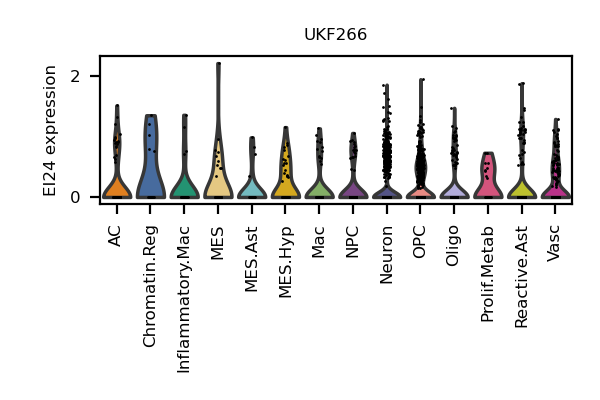 UKF266
EI24 expression
2
0
AC
Chromatin.Reg
Inflammatory.Mac
MES
MES.Ast
MES.Hyp
Mac
NPC
Neuron
OPC
Oligo
Prolif.Metab
Reactive.Ast
Vasc